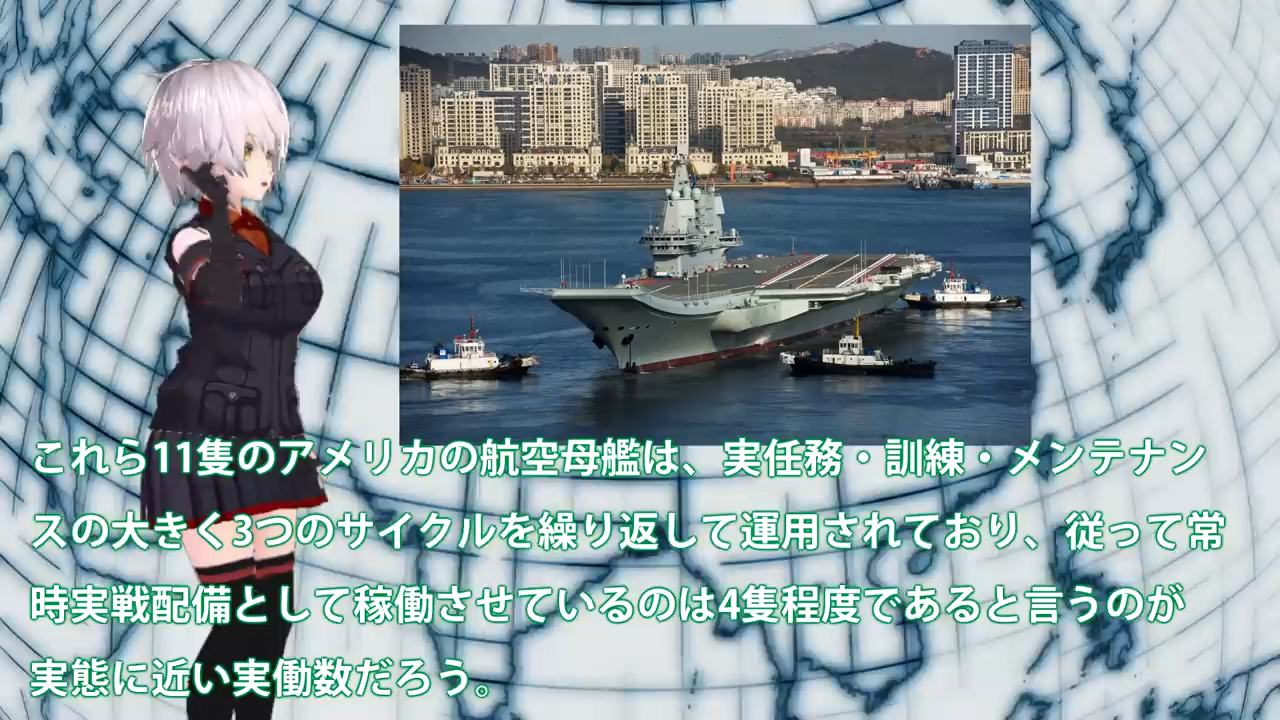 これら11隻のアメリカの航空母艦は、実任務・訓練・メンテナン
スの大きく3つのサイクルを繰り返して運用されており、従って常
時実戦配備として稼働させているのは4隻程度であると言うのが
実態に近い実働数だろう。